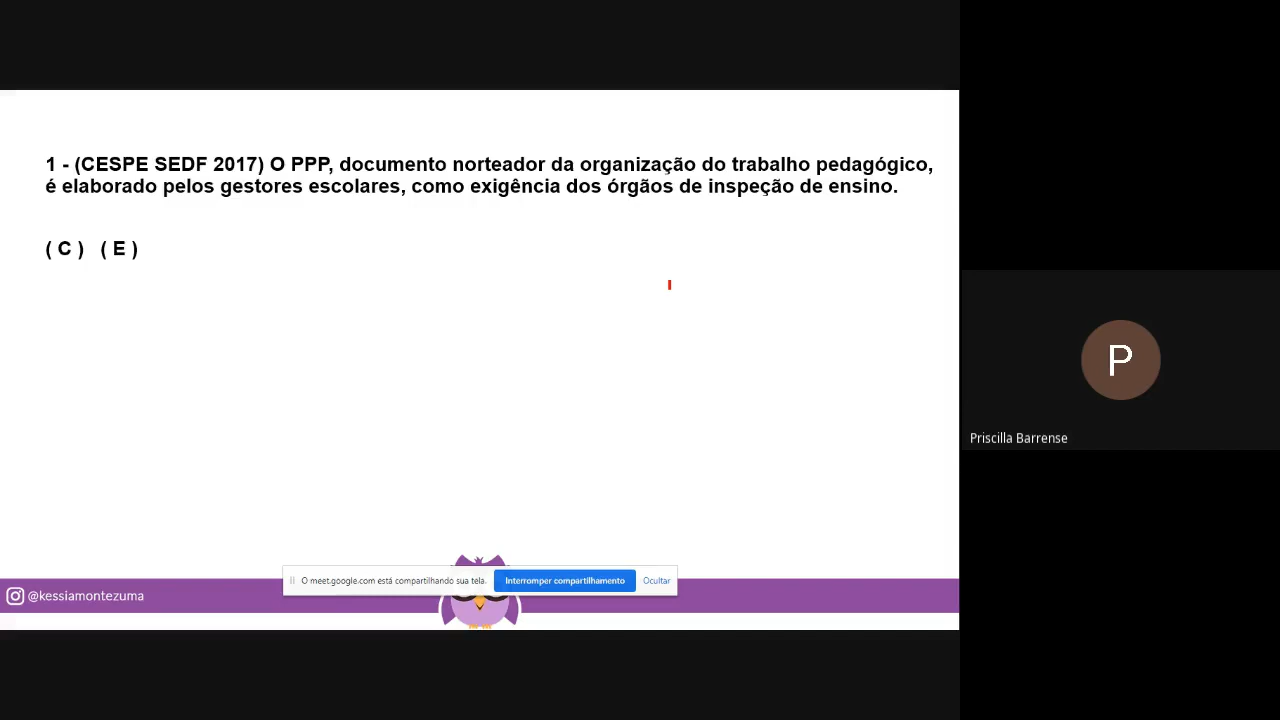 1 - (CESPE SEDF 2017) O PPP, documento norteador da organização do trabalho pedagógico,
é elaborado pelos gestores escolares, como exigência dos órgãos de inspeção de ensino.
( C ) ( E )
P
Priscilla Barrense
O meet.google.com está compartilhando sua tela.
Interromper compartilhamento
Ocultar
@kessiamontezuma